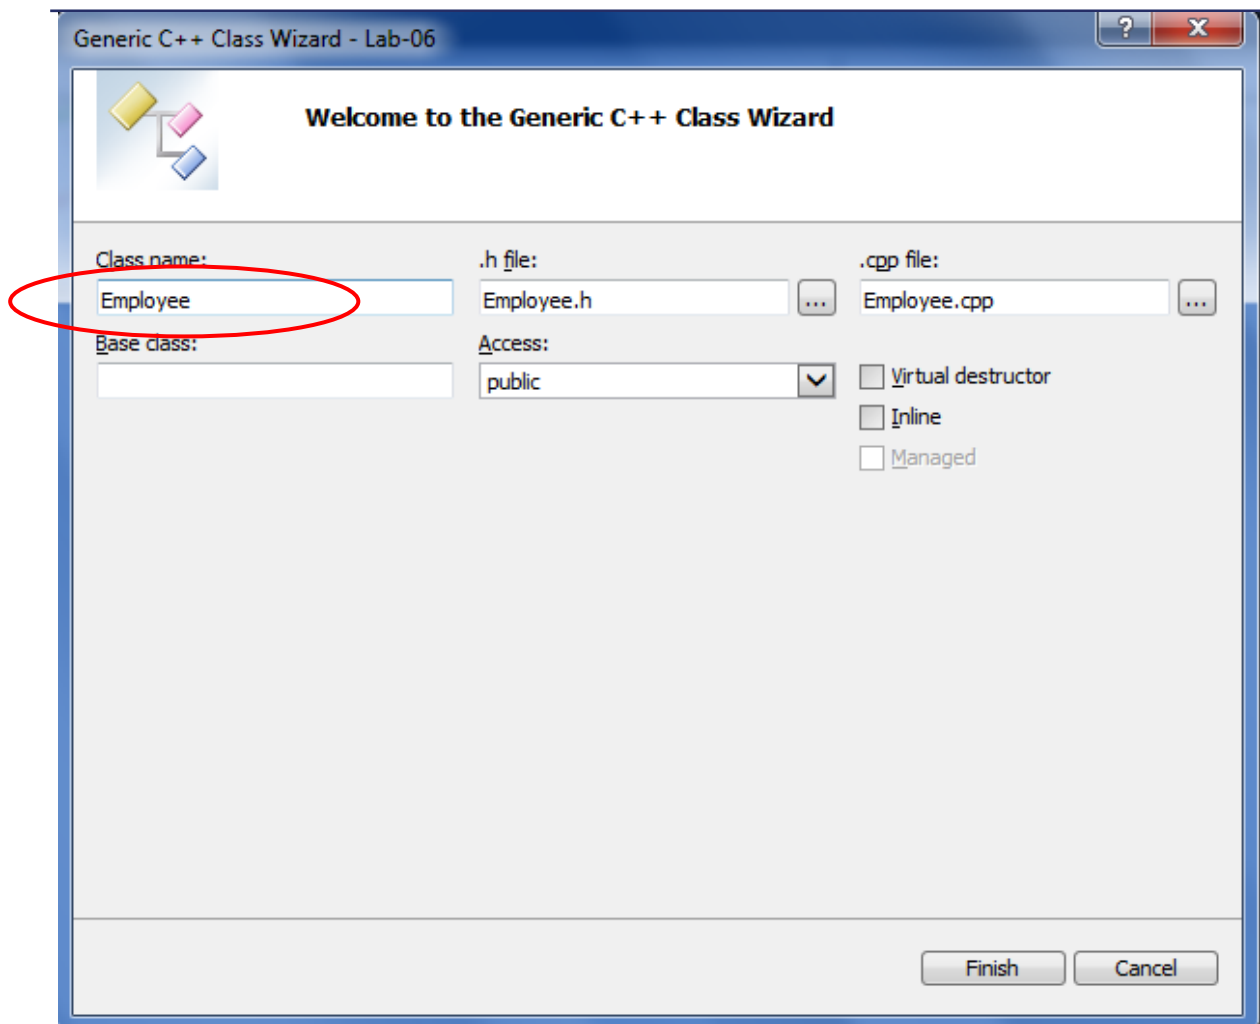 Generic C++ Class Wizard - Lab-06
?
Welcome to the Generic C++ Class Wizard
Class name:
.h file:
.cpp file:
Employee
Employee.h
...
Employee.cpp
...
Base class:
Access:
public
Virtual destructor
Inline
Managed
Finish
Cancel